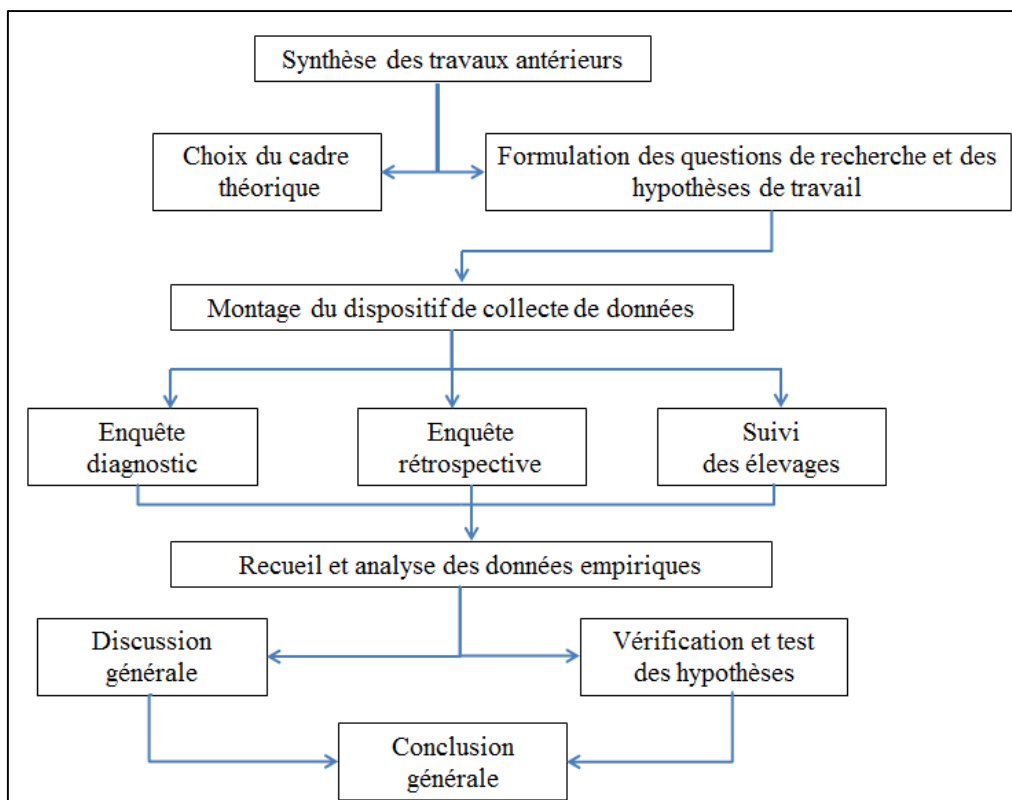 Synthèse des travaux antérieurs
Choix du cadre
théorique
Formulation des questions de recherche et des
hypothèses de travail
Montage du dispositif de collecte de données
Enquête
diagnostic
Enquête
rétrospective
Suivi
des élevages
Recueil et analyse des données empiriques
Discussion
générale
Vérification et test
des hypothèses
Conclusion
générale